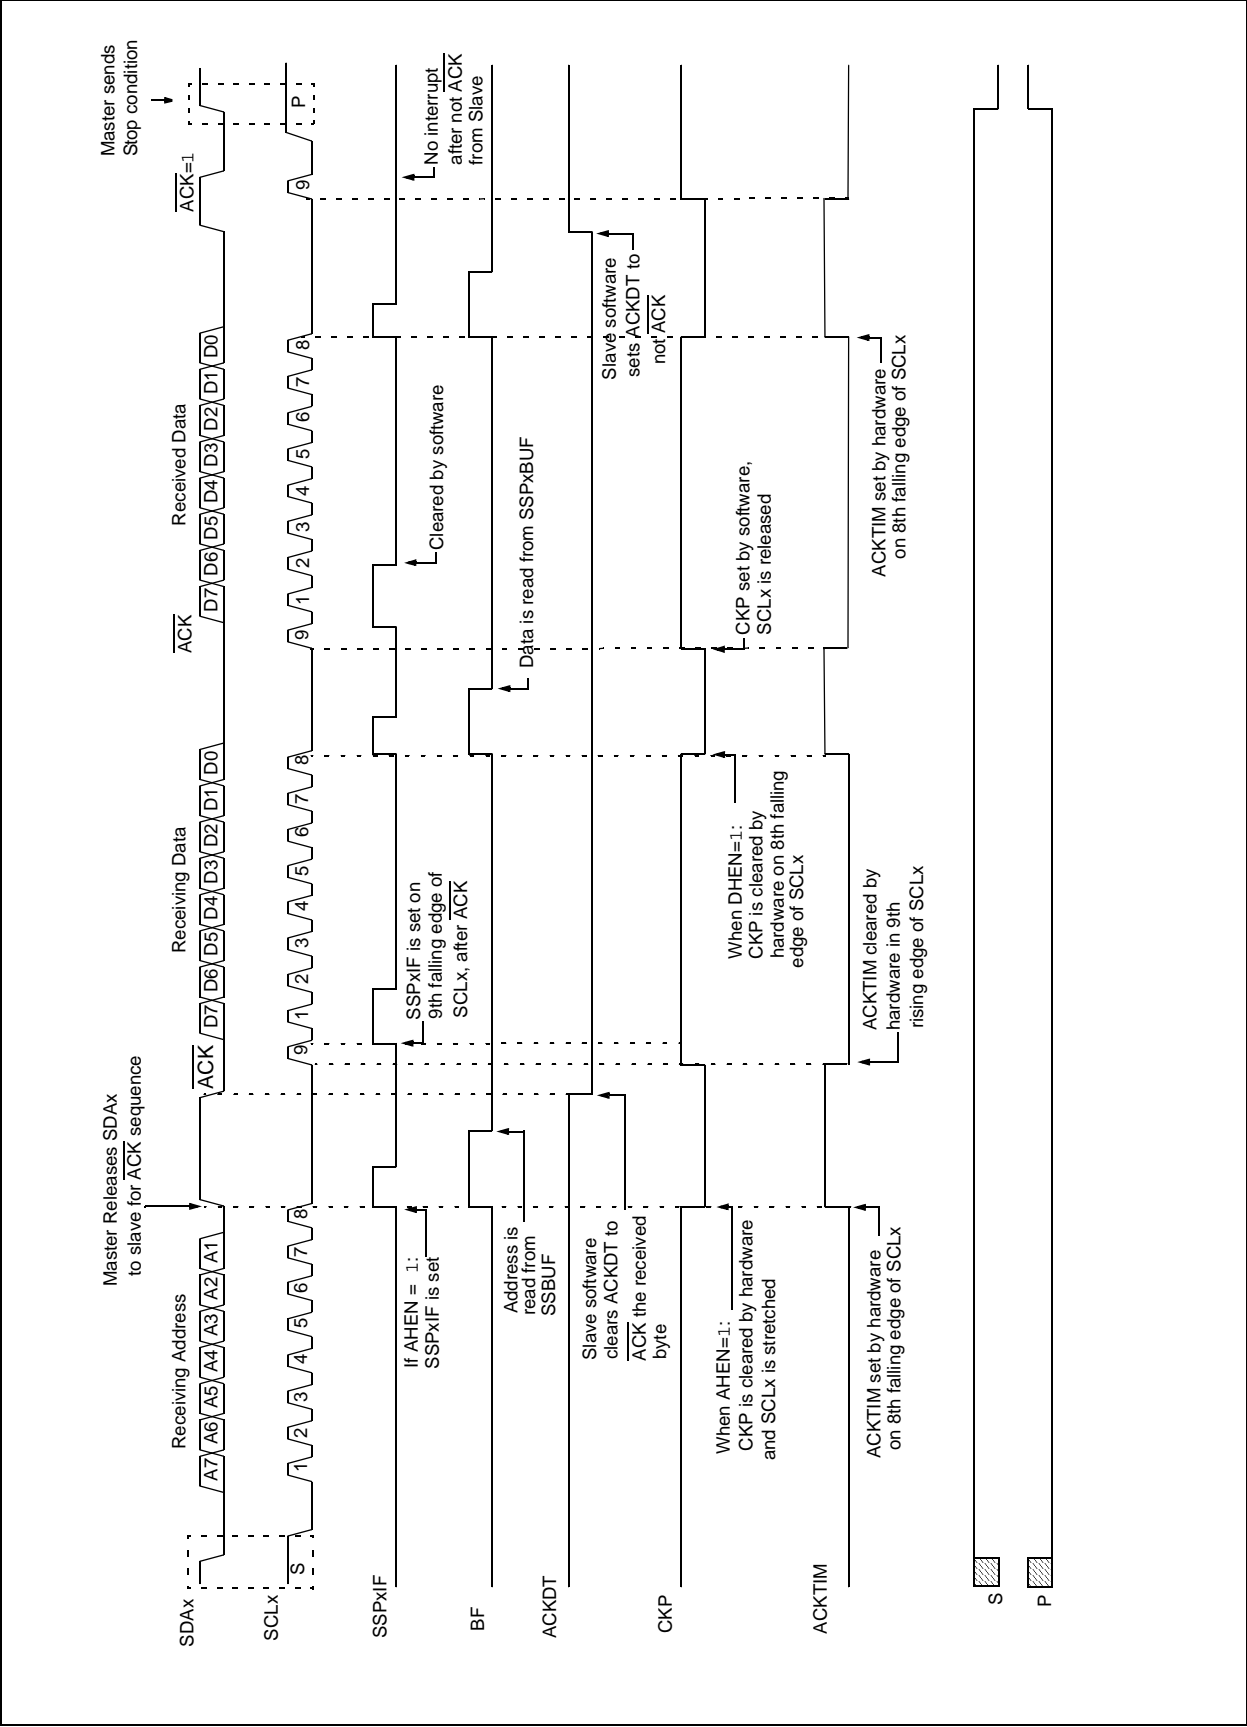 Master Releases SDAx
to slave for ACK sequence
Master sends
Stop condition
Receiving Address
Receiving Data
Received Data
ACK
ACK
ACK=1
SDAx
A7 A6 A5 A4 A3 A2 A1
D7 D6 D5 D4 D3 D2 D1 D0
D7 D6 D5 D4 D3 D2 D1 D0
SCLx
S
1 2 3 4 5 6 7 8 9
1 2 3 4 5 6 7 8 9
1 2 3 4 5 6 7 8 9
P
SSPxIF
If AHEN = 1:
SSPxIF is set
SSPxIF is set on
9th falling edge of
SCLx, after ACK
Cleared by software
No interrupt
after not ACK
from Slave
BF
Address is
read from
SSBUF
Data is read from SSPxBUF
ACKDT
Slave software
clears ACKDT to
ACK the received
byte
Slave software
sets ACKDT to
not ACK
CKP
When AHEN=1:
CKP is cleared by hardware
and SCLx is stretched
When DHEN=1:
CKP is cleared by
hardware on 8th falling
edge of SCLx
CKP set by software,
SCLx is released
ACKTIM
ACKTIM set by hardware
on 8th falling edge of SCLx
ACKTIM cleared by
hardware in 9th
rising edge of SCLx
ACKTIM set by hardware
on 8th falling edge of SCLx
S
P